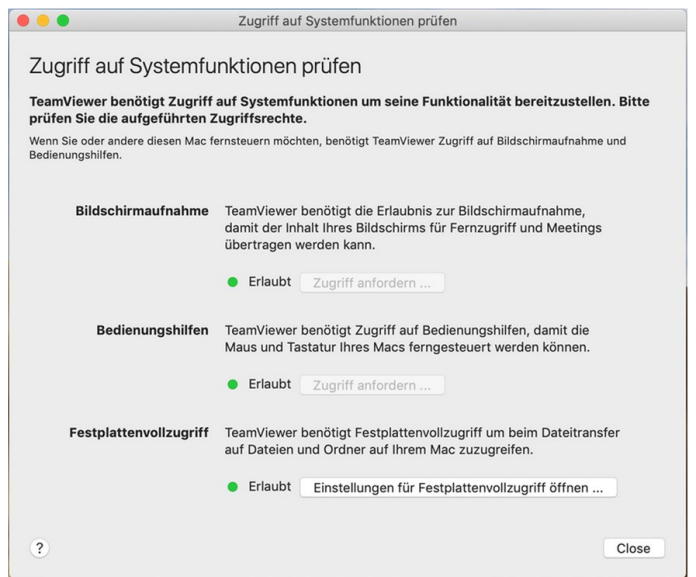 Zugriff auf Systemfunktionen prüfen
Zugriff auf Systemfunktionen prüfen
TeamViewer benötigt Zugriff auf Systemfunktionen um seine Funktionalität bereitzustellen. Bitte
prüfen Sie die aufgeführten Zugriffsrechte.
Wenn Sie oder andere diesen Mac fernsteuern möchten, benötigt TeamViewer Zugriff auf Bildschirmaufnahme und
Bedienungshilfen.
Bildschirmaufnahme TeamViewer benötigt die Erlaubnis zur Bildschirmaufnahme,
damit der Inhalt Ihres Bildschirms für Fernzugriff und Meetings
übertragen werden kann.
Erlaubt Zugriff anfordern ...
Bedienungshilfen TeamViewer benötigt Zugriff auf Bedienungshilfen, damit die
Maus und Tastatur Ihres Macs ferngesteuert werden können.
Erlaubt Zugriff anfordern ...
Festplattenvollzugriff TeamViewer benötigt Festplattenvollzugriff um beim Dateitransfer
auf Dateien und Ordner auf Ihrem Mac zuzugreifen.
Erlaubt Einstellungen für Festplattenvollzugriff öffnen ...
? Close